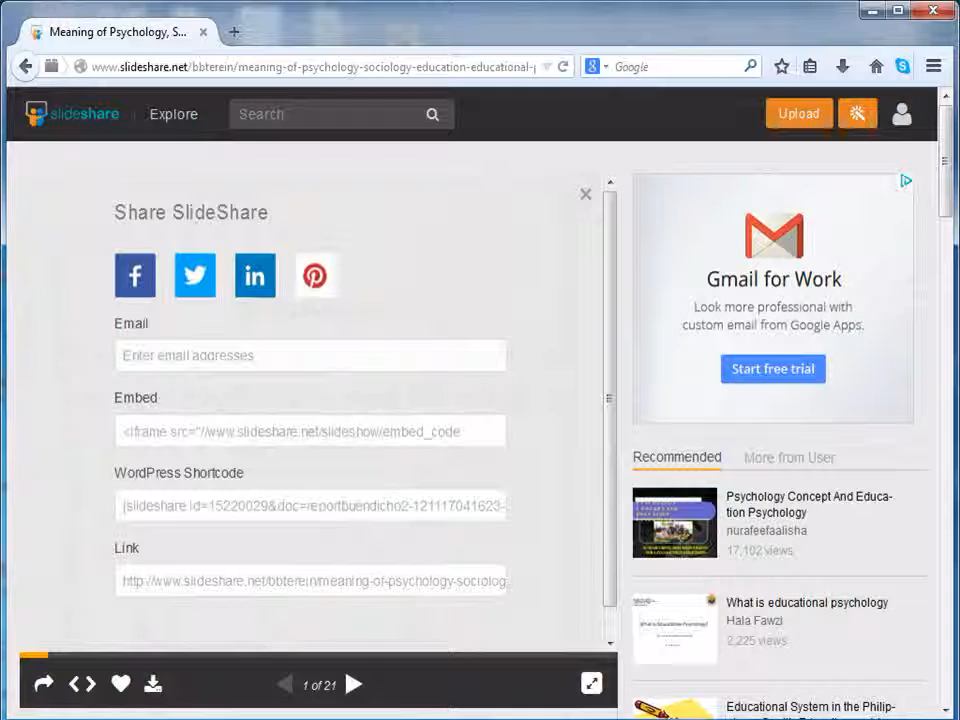 Meaning of Psychology, S...
www.slideshare.net/bbterein/meaning-of-psychology-sociology-education-educational-p
Google
slideshare
Explore
Search
Upload
Share SlideShare
Email
Enter email addresses
Embed
<iframe src="//www.slideshare.net/slideshow/embed_code
WordPress Shortcode
[slideshare id=15220029&doc=reportbuendicho2-121117041623-
Link
http://www.slideshare.net/bbterein/meaning-of-psychology-sociolog
1 of 21
Gmail for Work
Look more professional with
custom email from Google Apps.
Start free trial
Recommended
More from User
Psychology Concept And Educa-
tion Psychology
nurafeefaalisha
17,102 views
What is educational psychology
Hala Fawzi
2,225 views
Educational System in the Philip-